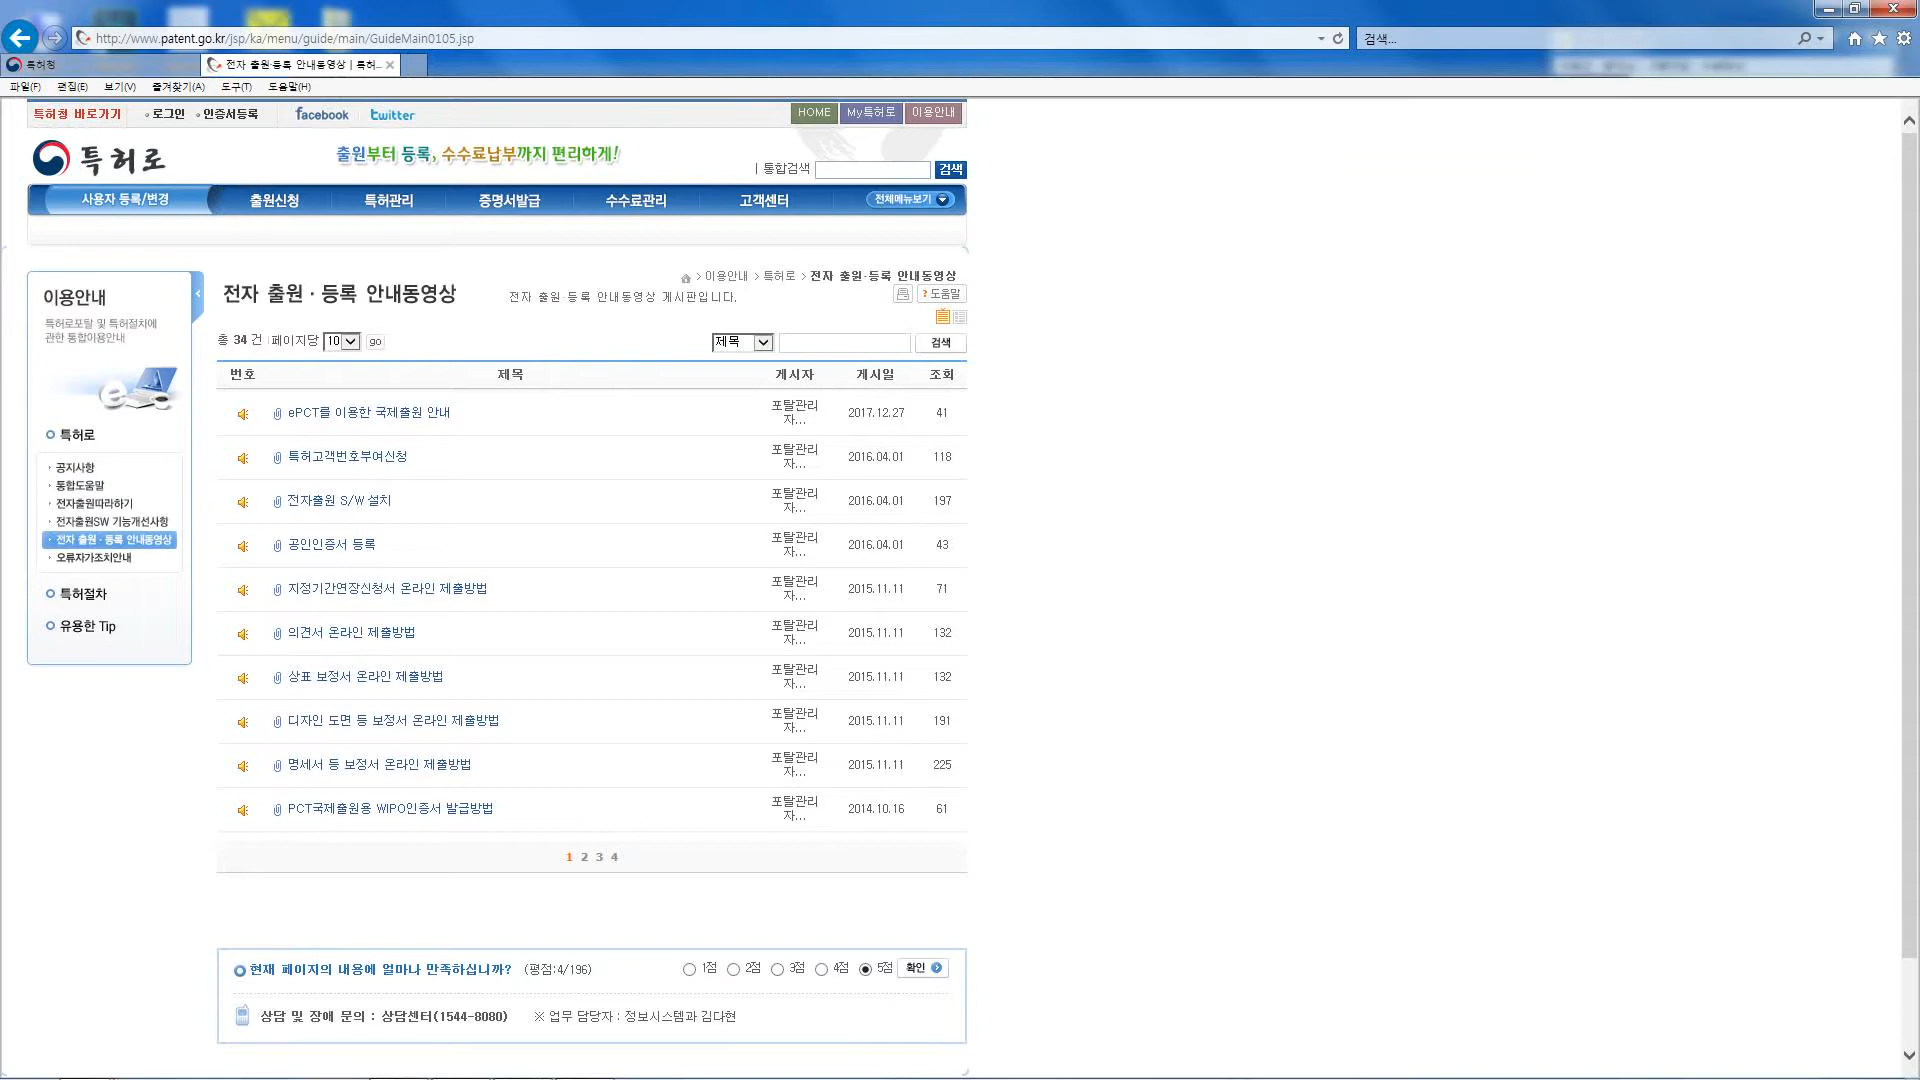 http://www.patent.go.kr/jsp/ka/menu/guide/main/GuideMain0105.jsp
검색...
특허청
전자 출원·등록 안내동영상 | 특허...
파일(F) 편집(E) 보기(V) 즐겨찾기(A) 도구(T) 도움말(H)
특허청 바로가기 로그인 인증서등록 facebook twitter HOME My특허로 이용안내
특허로
출원부터 등록, 수수료납부까지 편리하게!
| 통합검색 검색
사용자 등록/변경 출원신청 특허관리 증명서발급 수수료관리 고객센터 전체메뉴보기
이용안내
특허로포탈 및 특허절차에
관한 통합이용안내
특허로
공지사항
통합도움말
전자출원따라하기
전자출원SW 기능개선사항
전자 출원·등록 안내동영상
오류자가조치안내
특허절차
유용한 Tip
> 이용안내 > 특허로 > 전자 출원·등록 안내동영상
전자 출원·등록 안내동영상
전자 출원·등록 안내동영상 게시판입니다.
? 도움말
총 34 건 페이지당 10 go 제목 검색
번호 제목 게시자 게시일 조회
ePCT를 이용한 국제출원 안내 포탈관리자... 2017.12.27 41
특허고객번호부여신청 포탈관리자... 2016.04.01 118
전자출원 S/W 설치 포탈관리자... 2016.04.01 197
공인인증서 등록 포탈관리자... 2016.04.01 43
지정기간연장신청서 온라인 제출방법 포탈관리자... 2015.11.11 71
의견서 온라인 제출방법 포탈관리자... 2015.11.11 132
상표 보정서 온라인 제출방법 포탈관리자... 2015.11.11 132
디자인 도면 등 보정서 온라인 제출방법 포탈관리자... 2015.11.11 191
명세서 등 보정서 온라인 제출방법 포탈관리자... 2015.11.11 225
PCT국제출원용 WIPO인증서 발급방법 포탈관리자... 2014.10.16 61
1 2 3 4
현재 페이지의 내용에 얼마나 만족하십니까? (평점:4/196) 1점 2점 3점 4점 5점 확인
상담 및 장애 문의 : 상담센터(1544-8080) ※ 업무 담당자 : 정보시스템과 김다현